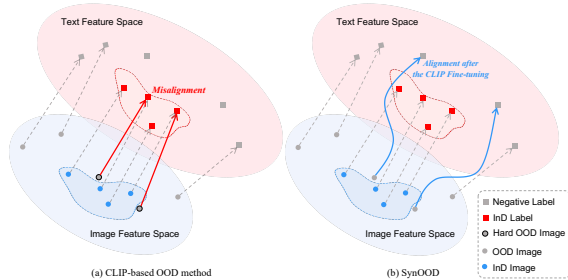 Text Feature Space
Misalignment
Image Feature Space
(a) CLIP-based OOD method
Text Feature Space
Alignment after
the CLIP Fine-tuning
Image Feature Space
(b) SynOOD
Negative Label
InD Label
Hard OOD Image
OOD Image
InD Image